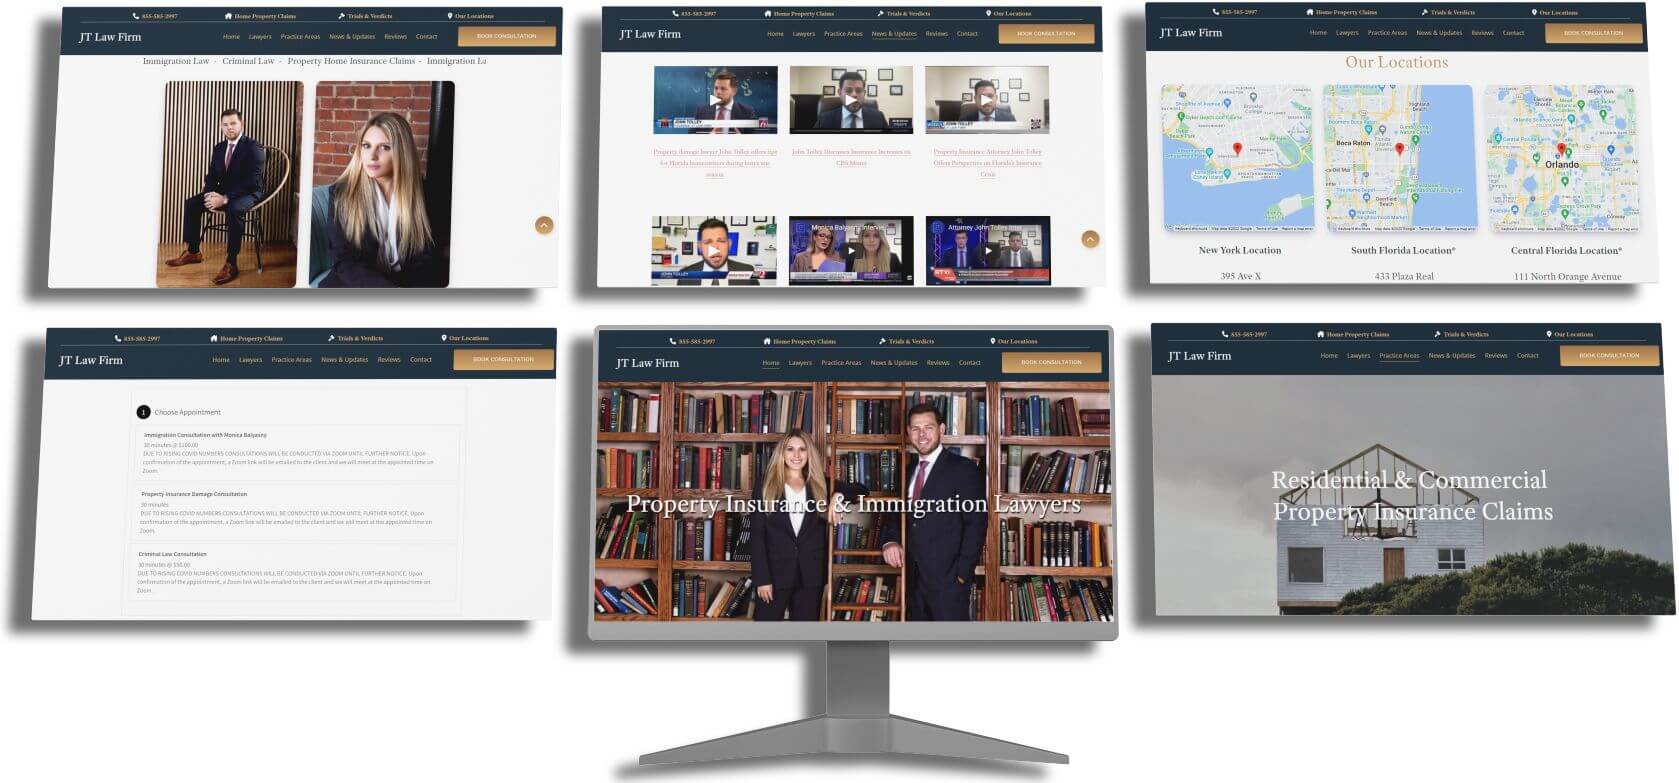 855-585-2997 Home Property Claims Trials & Verdicts Our Locations
JT Law Firm Home Lawyers Practice Areas News & Updates Reviews Contact BOOK CONSULTATION
Immigration Law - Criminal Law - Property Home Insurance Claims - Immigration La
855-585-2997 Home Property Claims Trials & Verdicts Our Locations
JT Law Firm Home Lawyers Practice Areas News & Updates Reviews Contact BOOK CONSULTATION
JOHN TOLLEY
Property damage lawyer John Tolley offers tips
for Florida homeowners during hurricane
season
John Tolley Discusses Insurance Increases on
CBS Miami
Property Insurance Attorney John Tolley
Offers Perspective on Florida's Insurance
Crisis
JOHN TOLLEY
Monica Balyasny Intervie
Attorney John Tolley Inter
855-585-2997 Home Property Claims Trials & Verdicts Our Locations
JT Law Firm Home Lawyers Practice Areas News & Updates Reviews Contact BOOK CONSULTATION
Our Locations
Boca Raton
Deerfield
Beach
Highland
Beach
Orlando
New York Location
395 Ave X
South Florida Location*
433 Plaza Real
Central Florida Location*
111 North Orange Avenue
855-585-2997 Home Property Claims Trials & Verdicts Our Locations
JT Law Firm Home Lawyers Practice Areas News & Updates Reviews Contact BOOK CONSULTATION
1 Choose Appointment
Immigration Consultation with Monica Balyasny
30 minutes @ $100.00
DUE TO RISING COVID NUMBERS CONSULTATIONS WILL BE CONDUCTED VIA ZOOM UNTIL FURTHER NOTICE. Upon
confirmation of the appointment, a Zoom link will be emailed to the client and we will meet at the appointed time on
Zoom.
Property Insurance Damage Consultation
30 minutes
DUE TO RISING COVID NUMBERS CONSULTATIONS WILL BE CONDUCTED VIA ZOOM UNTIL FURTHER NOTICE. Upon
confirmation of the appointment, a Zoom link will be emailed to the client and we will meet at the appointed time on
Zoom.
Criminal Law Consultation
30 minutes @ $50.00
DUE TO RISING COVID NUMBERS CONSULTATIONS WILL BE CONDUCTED VIA ZOOM UNTIL FURTHER NOTICE. Upon
confirmation of the appointment, a Zoom link will be emailed to the client and we will meet at the appointed time on
Zoom.
855-585-2997 Home Property Claims Trials & Verdicts Our Locations
JT Law Firm Home Lawyers Practice Areas News & Updates Reviews Contact BOOK CONSULTATION
Property Insurance & Immigration Lawyers
855-585-2997 Home Property Claims Trials & Verdicts Our Locations
JT Law Firm Home Lawyers Practice Areas News & Updates Reviews Contact BOOK CONSULTATION
Residential & Commercial
Property Insurance Claims